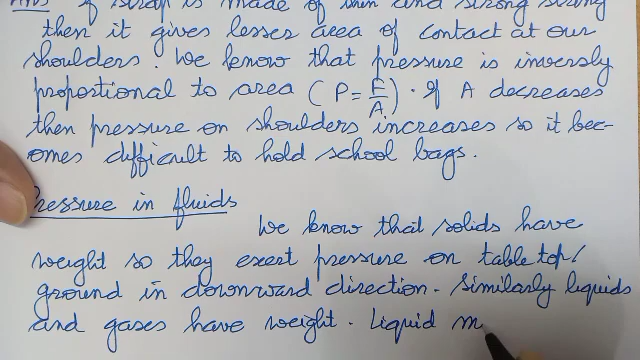 Ans If strap is made of thin and strong string
then it gives lesser area of contact at our
shoulders. We know that pressure is inversly
proportional to area (P = F/A). If A decreases
then pressure on shoulders increases so it bec-
omes difficult to hold school bags.
Pressure in fluids
We know that solids have
weight so they exert pressure on table top/
ground in downward direction. Similarly liquids
and gases have weight. Liquid m